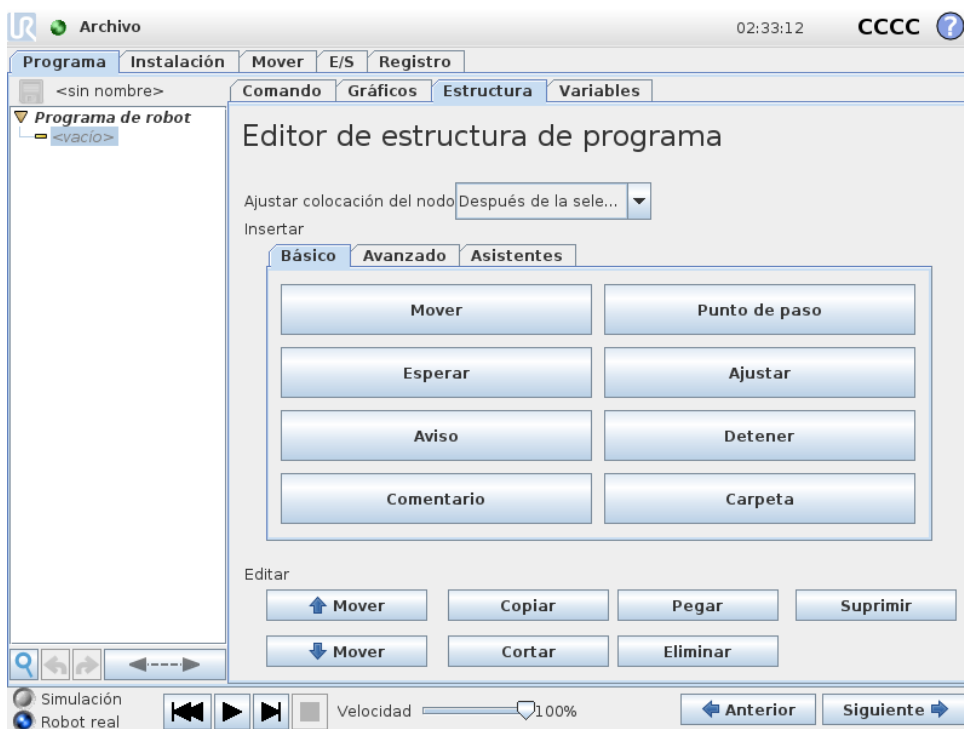 UR Archivo 02:33:12 CCCC ?
Programa Instalación Mover E/S Registro
<sin nombre> Comando Gráficos Estructura Variables
Programa de robot
<vacío>
Editor de estructura de programa
Ajustar colocación del nodo Después de la sele...
Insertar
Básico Avanzado Asistentes
Mover Punto de paso
Esperar Ajustar
Aviso Detener
Comentario Carpeta
Editar
Mover Copiar Pegar Suprimir
Mover Cortar Eliminar
Simulación
Robot real
Velocidad 100% Anterior Siguiente